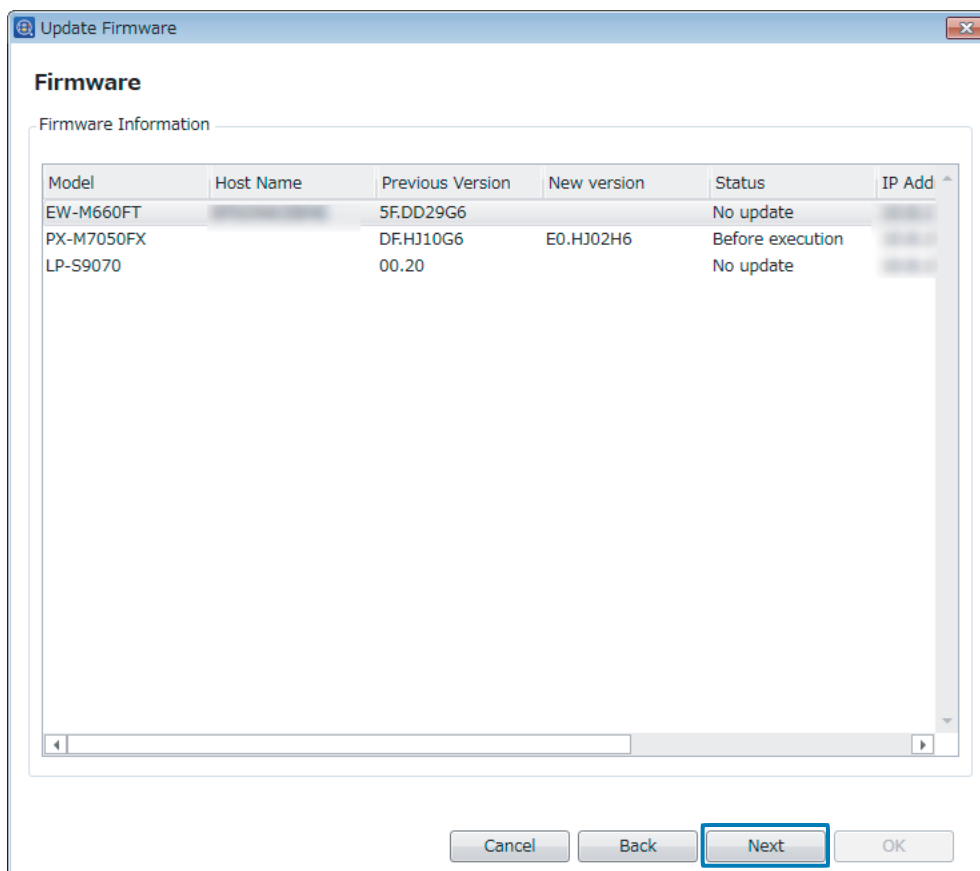 Update Firmware
Firmware
Firmware Information
Model Host Name Previous Version New version Status IP Add
EW-M660FT 5F.DD29G6 No update
PX-M7050FX DF.HJ10G6 E0.HJ02H6 Before execution
LP-S9070 00.20 No update
Cancel Back Next OK